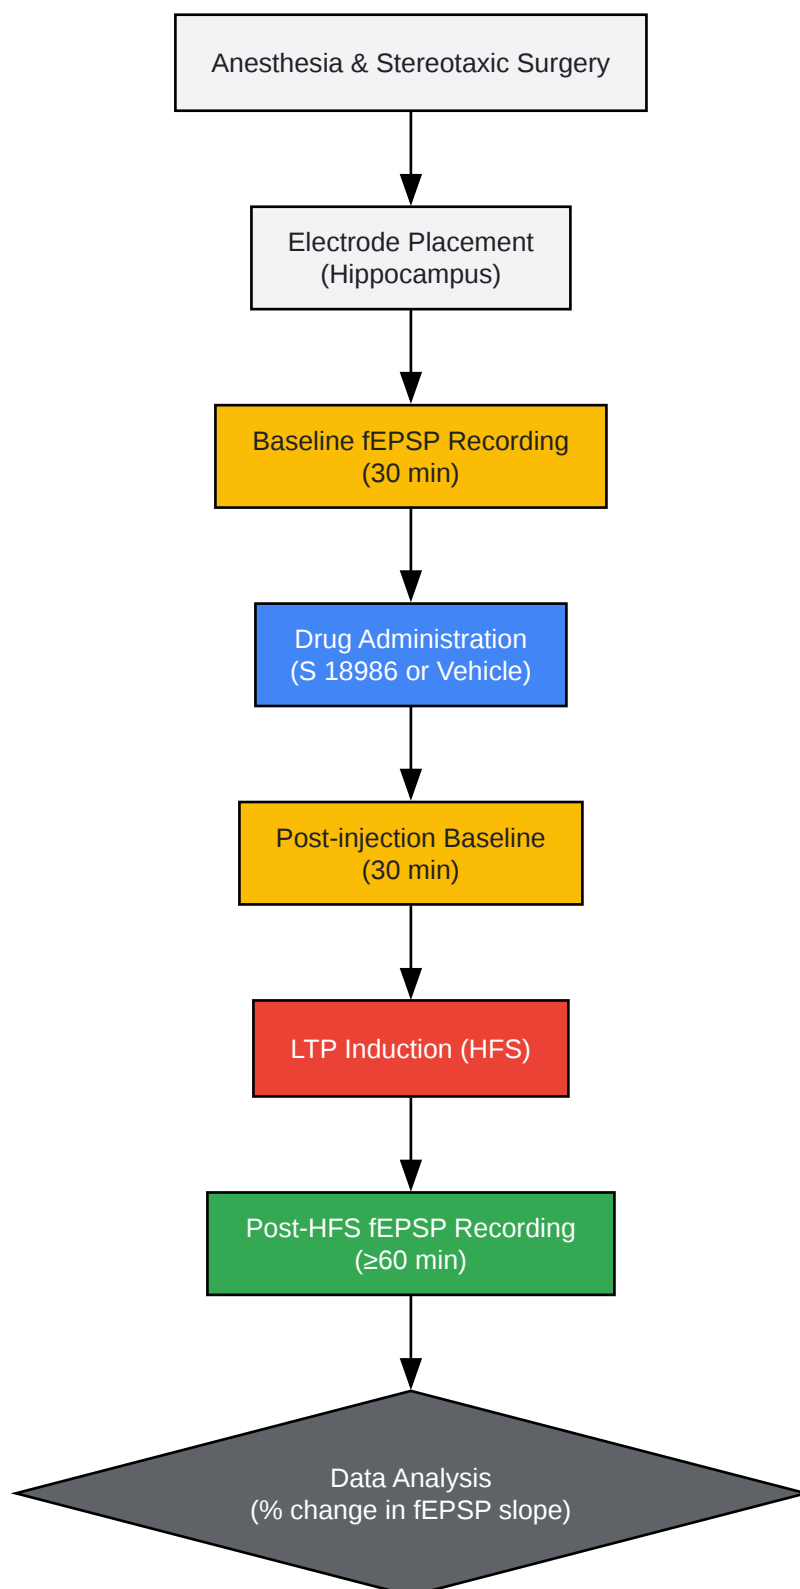 Anesthesia & Stereotaxic Surgery
Electrode Placement
(Hippocampus)
Baseline fEPSP Recording
(30 min)
Drug Administration
(S 18986 or Vehicle)
Post-injection Baseline
(30 min)
LTP Induction (HFS)
Post-HFS fEPSP Recording
(≥60 min)
Data Analysis
(% change in fEPSP slope)